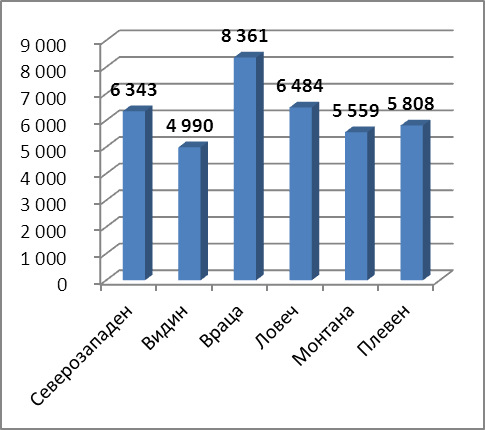 8 361
6 343
4 990
6 484
5 559
5 808
9 000
8 000
7 000
6 000
5 000
4 000
3 000
2 000
1 000
0
Северозападен
Видин
Враца
Ловеч
Монтана
Плевен